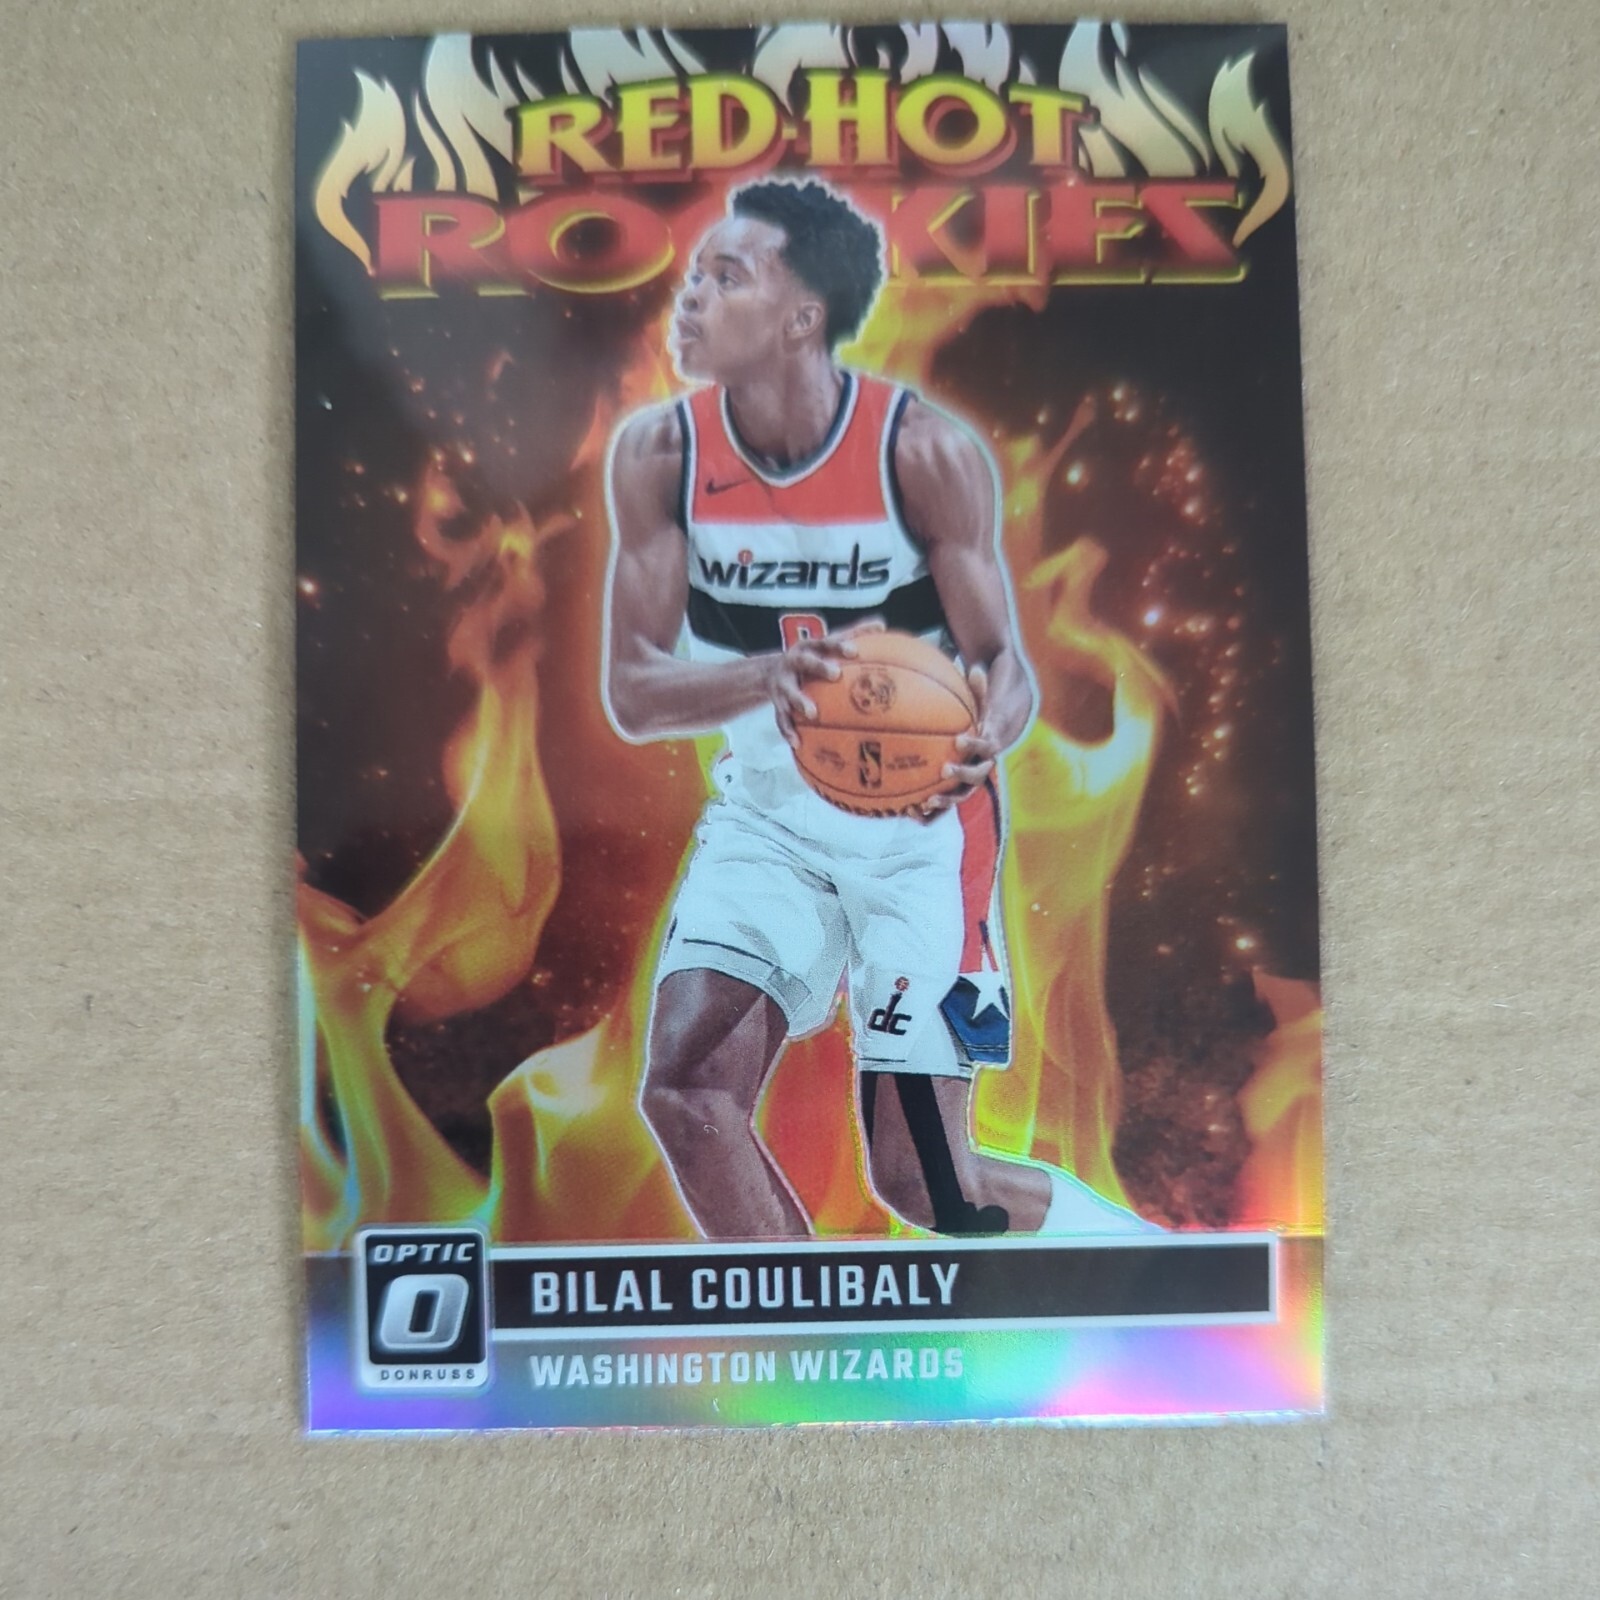 RED-HOT
ROOKIES
wizards
dc
OPTIC
O
DONRUSS
BILAL COULIBALY
WASHINGTON WIZARDS